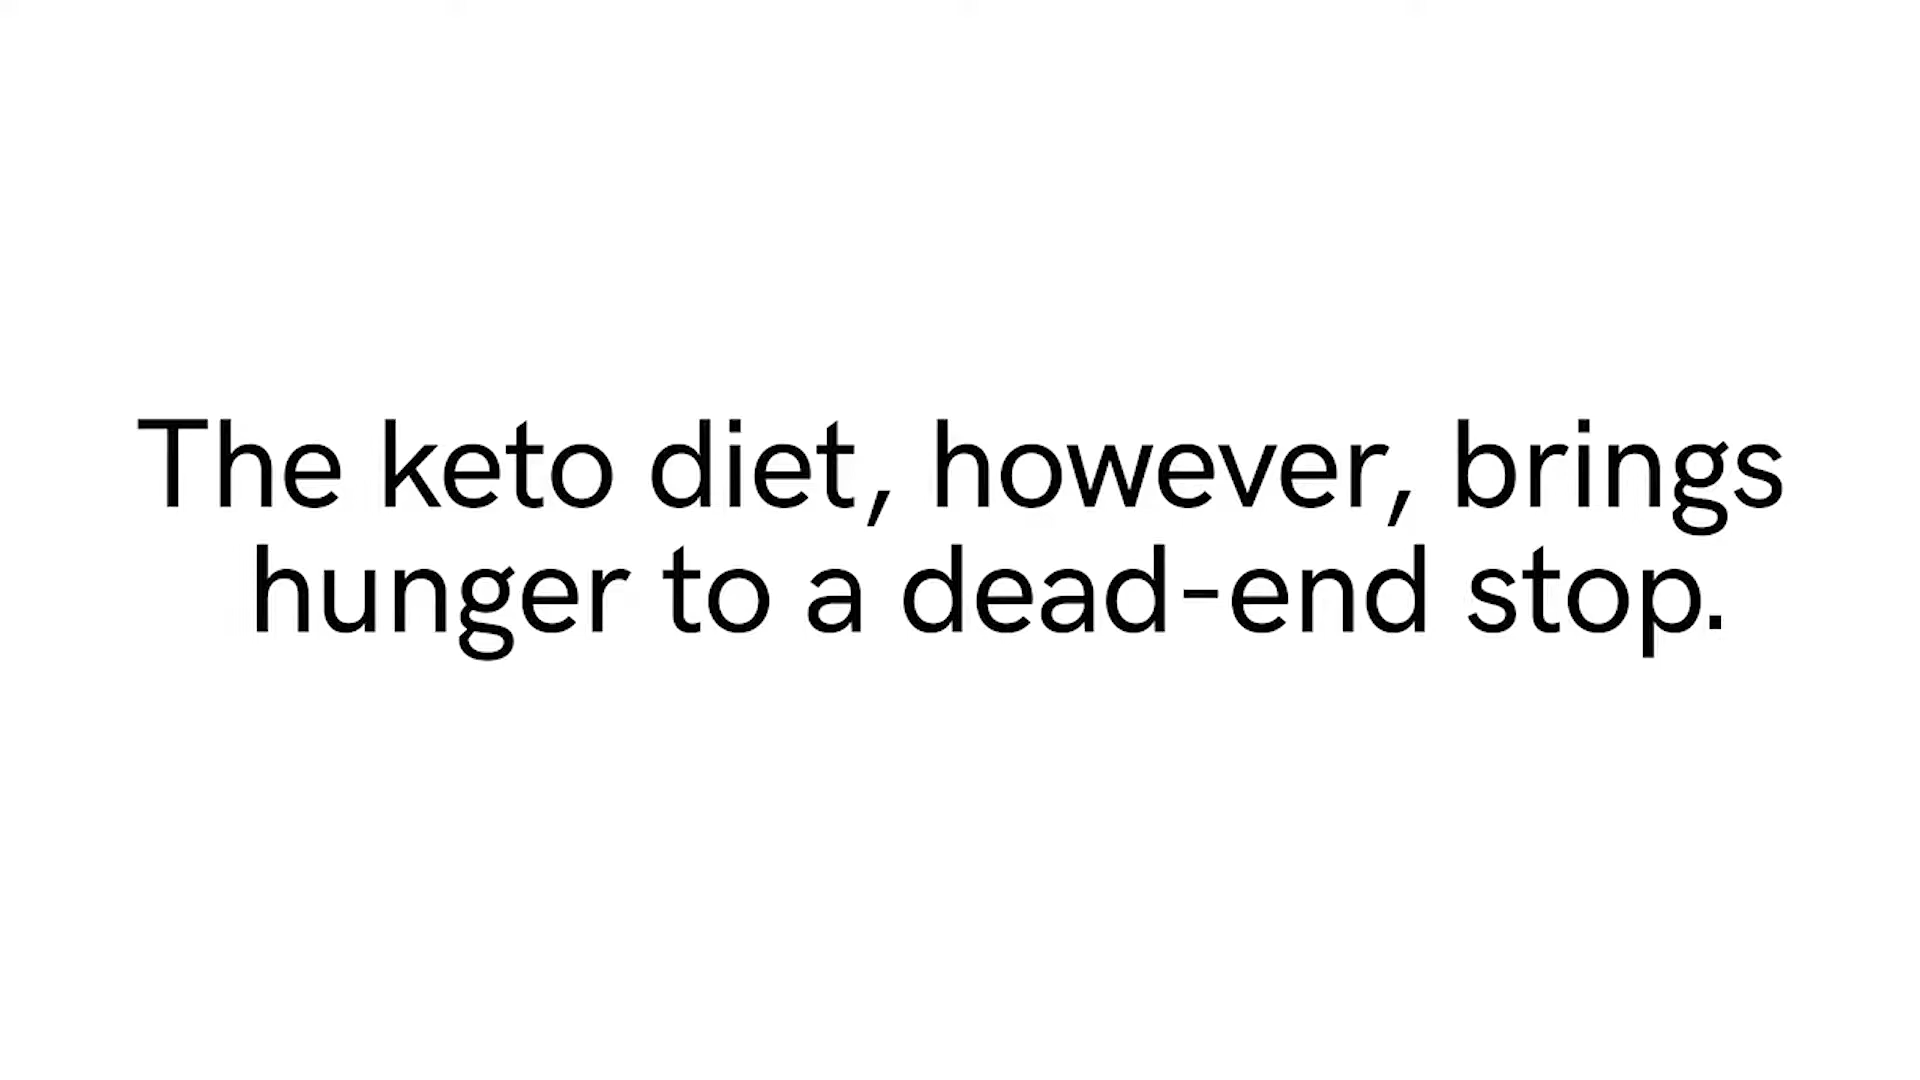 The keto diet, however, brings
hunger to a dead-end stop.